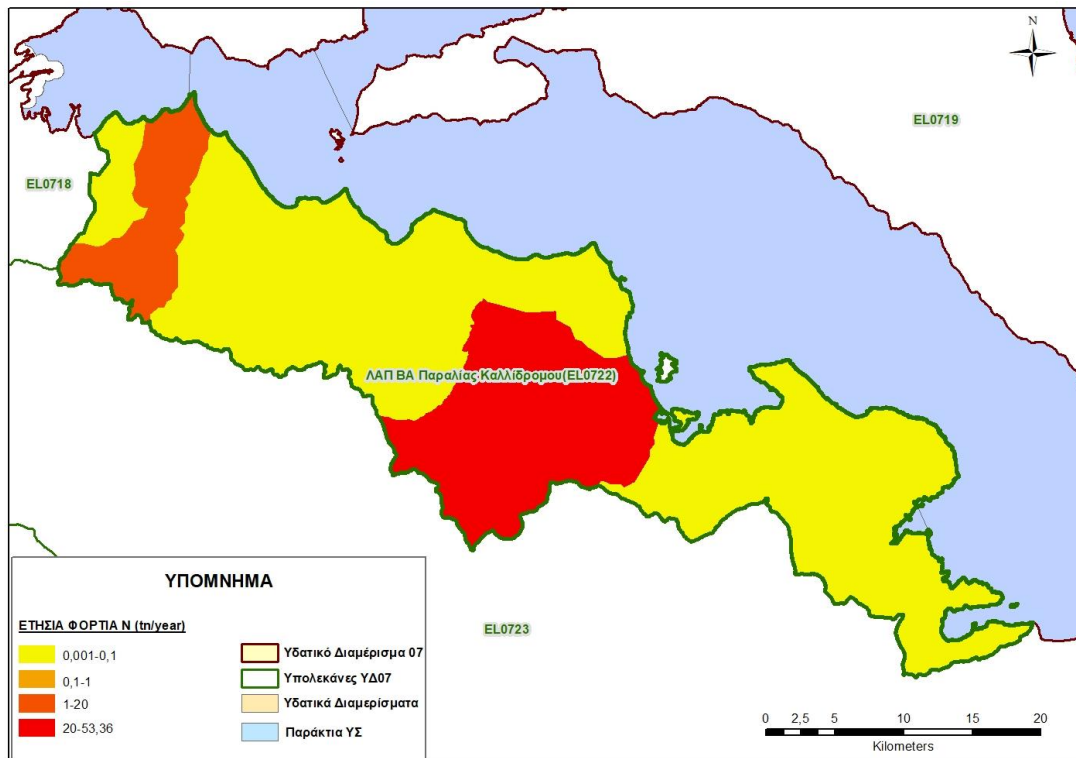 N
EL0719
EL0718
ΛΑΠ ΒΑ Παραλίας Καλλίδρομου(EL0722)
EL0723
ΥΠΟΜΝΗΜΑ
ΕΤΗΣΙΑ ΦΟΡΤΙΑ Ν (tn/year)
0,001-0,1
0,1-1
1-20
20-53,36
Υδατικό Διαμέρισμα 07
Υπολεκάνες ΥΔ07
Υδατικά Διαμερίσματα
Παράκτια ΥΣ
0 2,5 5 10 15 20
Kilometers